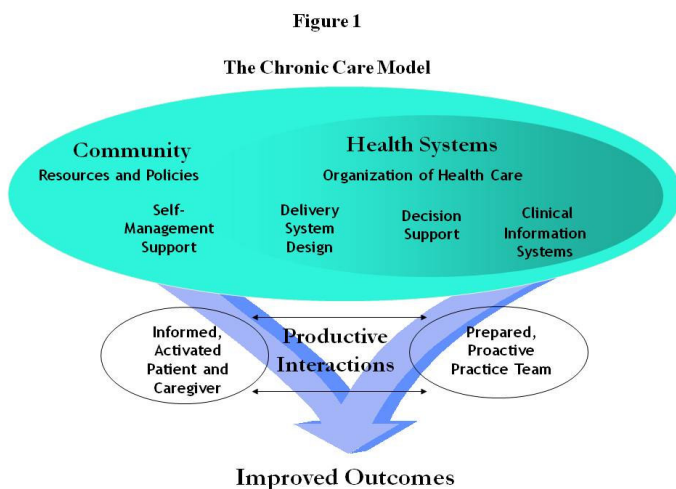 Figure 1
The Chronic Care Model
Community
Resources and Policies
Health Systems
Organization of Health Care
Self-
Management
Support
Delivery
System
Design
Decision
Support
Clinical
Information
Systems
Informed,
Activated
Patient and
Caregiver
Productive
Interactions
Prepared,
Proactive
Practice Team
Improved Outcomes